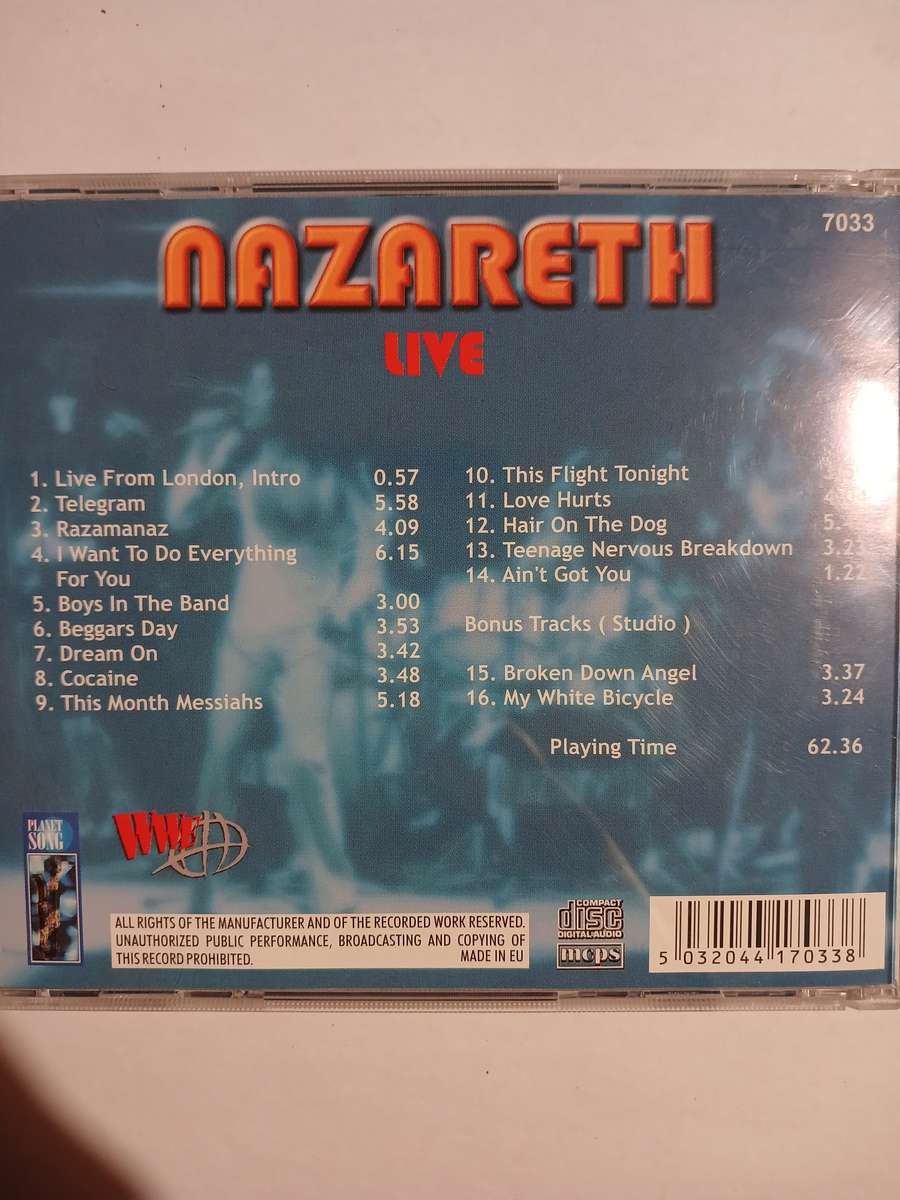 7033
NAZARETH
LIVE
1. Live From London, Intro 0.57
2. Telegram 5.58
3. Razamanaz 4.09
4. I Want To Do Everything 6.15
For You
5. Boys In The Band 3.00
6. Beggars Day 3.53
7. Dream On 3.42
8. Cocaine 3.48
9. This Month Messiahs 5.18
10. This Flight Tonight
11. Love Hurts
12. Hair On The Dog
13. Teenage Nervous Breakdown 3.23
14. Ain't Got You 1.22
Bonus Tracks ( Studio )
15. Broken Down Angel 3.37
16. My White Bicycle 3.24
Playing Time 62.36
PLANET
SONG
ALL RIGHTS OF THE MANUFACTURER AND OF THE RECORDED WORK RESERVED.
UNAUTHORIZED PUBLIC PERFORMANCE, BROADCASTING AND COPYING OF
THIS RECORD PROHIBITED. MADE IN EU
COMPACT
disc
DIGITAL AUDIO
mcps
5 032044 170338